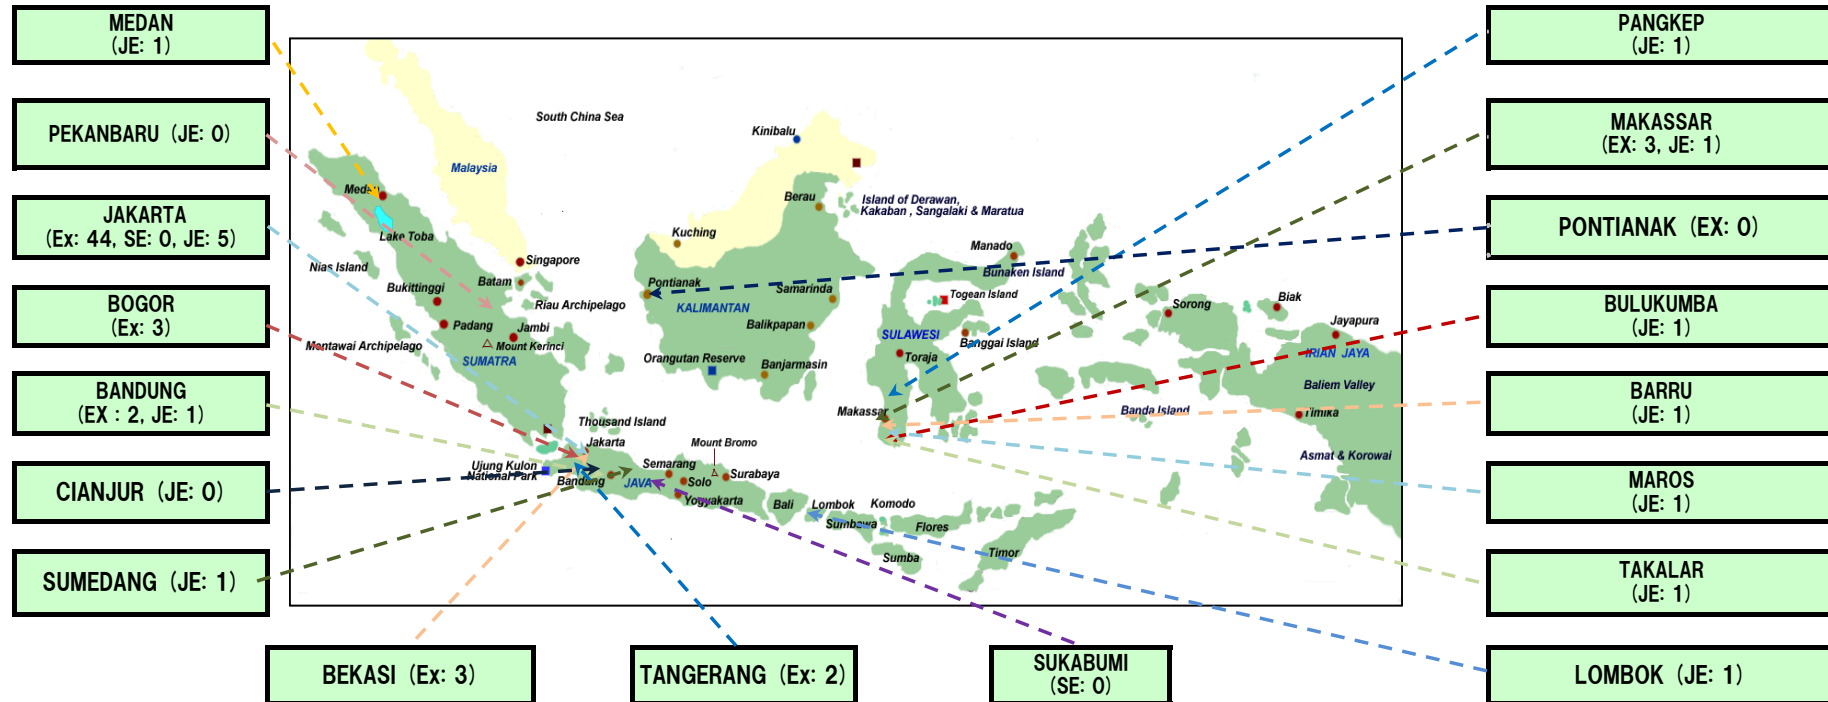 MEDAN
(JE: 1)
PEKANBARU (JE: 0)
JAKARTA
(Ex: 44, SE: 0, JE: 5)
BOGOR
(Ex: 3)
BANDUNG
(EX : 2, JE: 1)
CIANJUR (JE: 0)
SUMEDANG (JE: 1)
BEKASI (Ex: 3)
TANGERANG (Ex: 2)
SUKABUMI
(SE: 0)
PANGKEP
(JE: 1)
MAKASSAR
(EX: 3, JE: 1)
PONTIANAK (EX: 0)
BULUKUMBA
(JE: 1)
BARRU
(JE: 1)
MAROS
(JE: 1)
TAKALAR
(JE: 1)
LOMBOK (JE: 1)
South China Sea
Kinibalu
Malaysia
Medan
Berau
Island of Derawan,
Kakaban , Sangalaki & Maratua
Lake Toba
Kuching
Manado
Nias Island
Singapore
Bunaken Island
Bukittinggi
Batam
Pontianak
Samarinda
Togean Island
Biak
Riau Archipelago
KALIMANTAN
Sorong
Padang
Jambi
Balikpapan
SULAWESI
Jayapura
Mentawai Archipelago
Mount Kerinci
Banggai Island
IRIAN JAYA
SUMATRA
Orangutan Reserve
Banjarmasin
Toraja
Baliem Valley
Makassar
Banda Island
Timika
Thousand Island
Jakarta
Mount Bromo
Asmat & Korowai
Ujung Kulon
National Park
Semarang
Surabaya
Bandung
JAVA
Solo
Yogyakarta
Bali
Lombok
Komodo
Sumbawa
Flores
Sumba
Timor